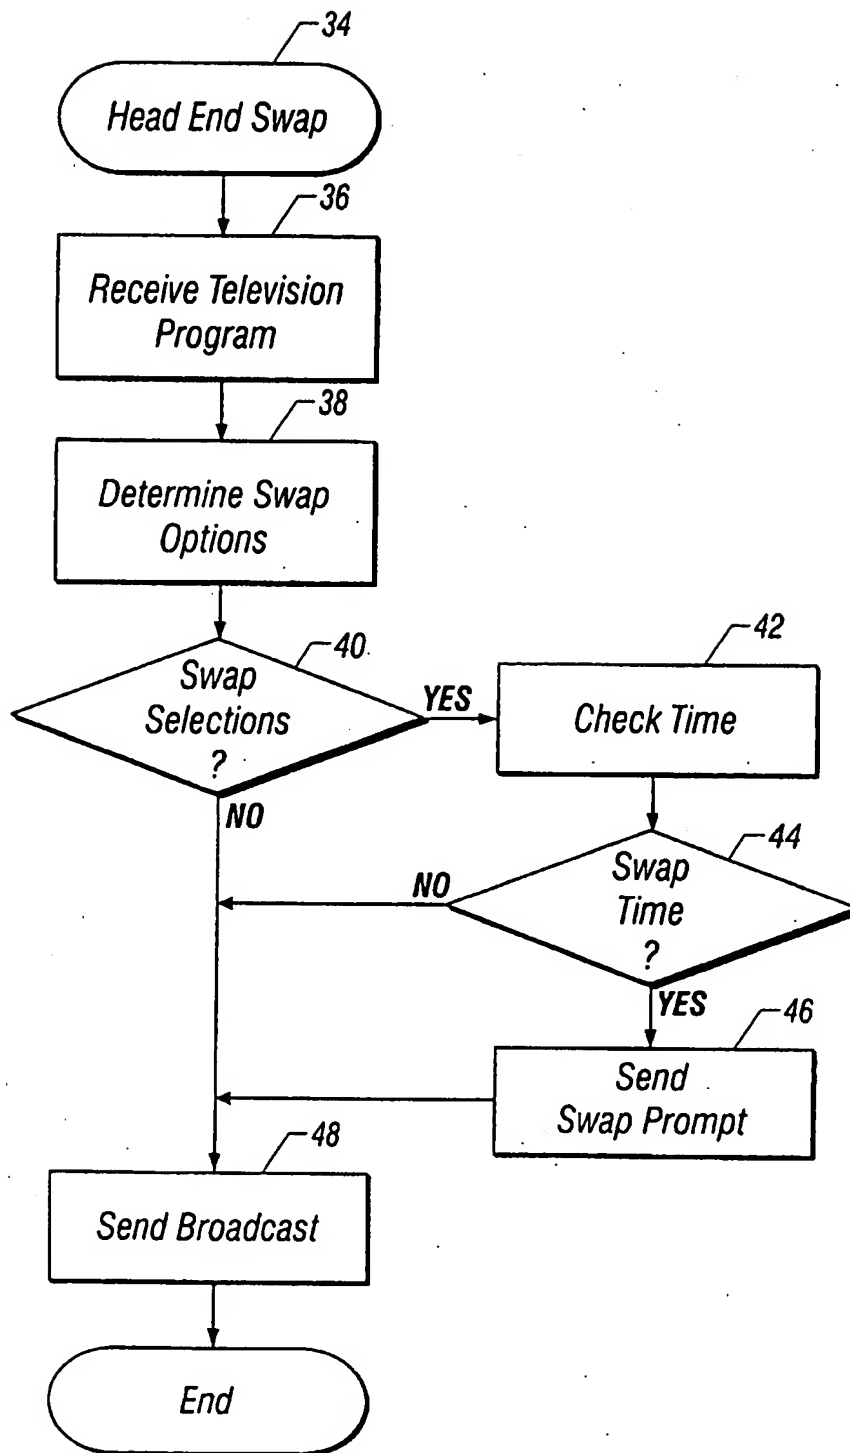 34
Head End Swap
36
Receive Television
Program
38
Determine Swap
Options
40
Swap
Selections
?
YES
NO
42
Check Time
44
Swap
Time
?
NO
YES
46
Send
Swap Prompt
48
Send Broadcast
End